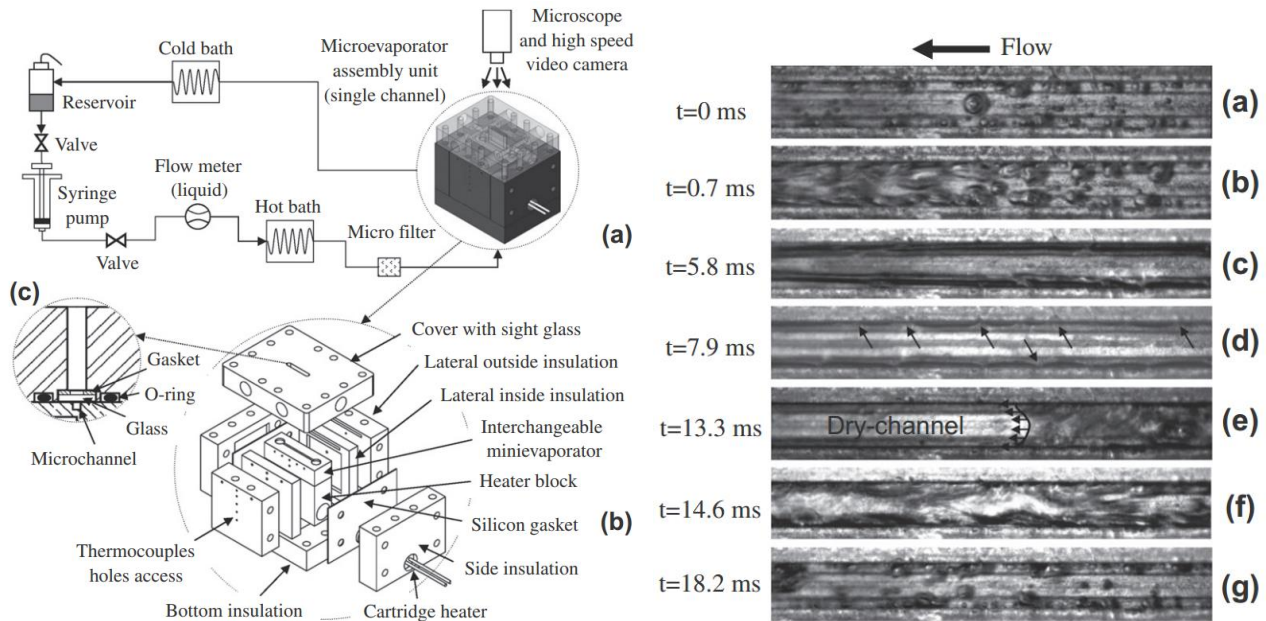 Cold bath
Reservoir
Valve
Syringe
pump
Valve
Flow meter
(liquid)
Hot bath
Micro filter
Microevaporator
assembly unit
(single channel)
Microscope
and high speed
video camera
(a)
(c)
Gasket
O-ring
Glass
Microchannel
Cover with sight glass
Lateral outside insulation
Lateral inside insulation
Interchangeable
minievaporator
Heater block
Silicon gasket
(b)
Side insulation
Cartridge heater
Thermocouples
holes access
Bottom insulation
Flow
t=0 ms
(a)
t=0.7 ms
(b)
t=5.8 ms
(c)
t=7.9 ms
(d)
t=13.3 ms
Dry-channel
(e)
t=14.6 ms
(f)
t=18.2 ms
(g)